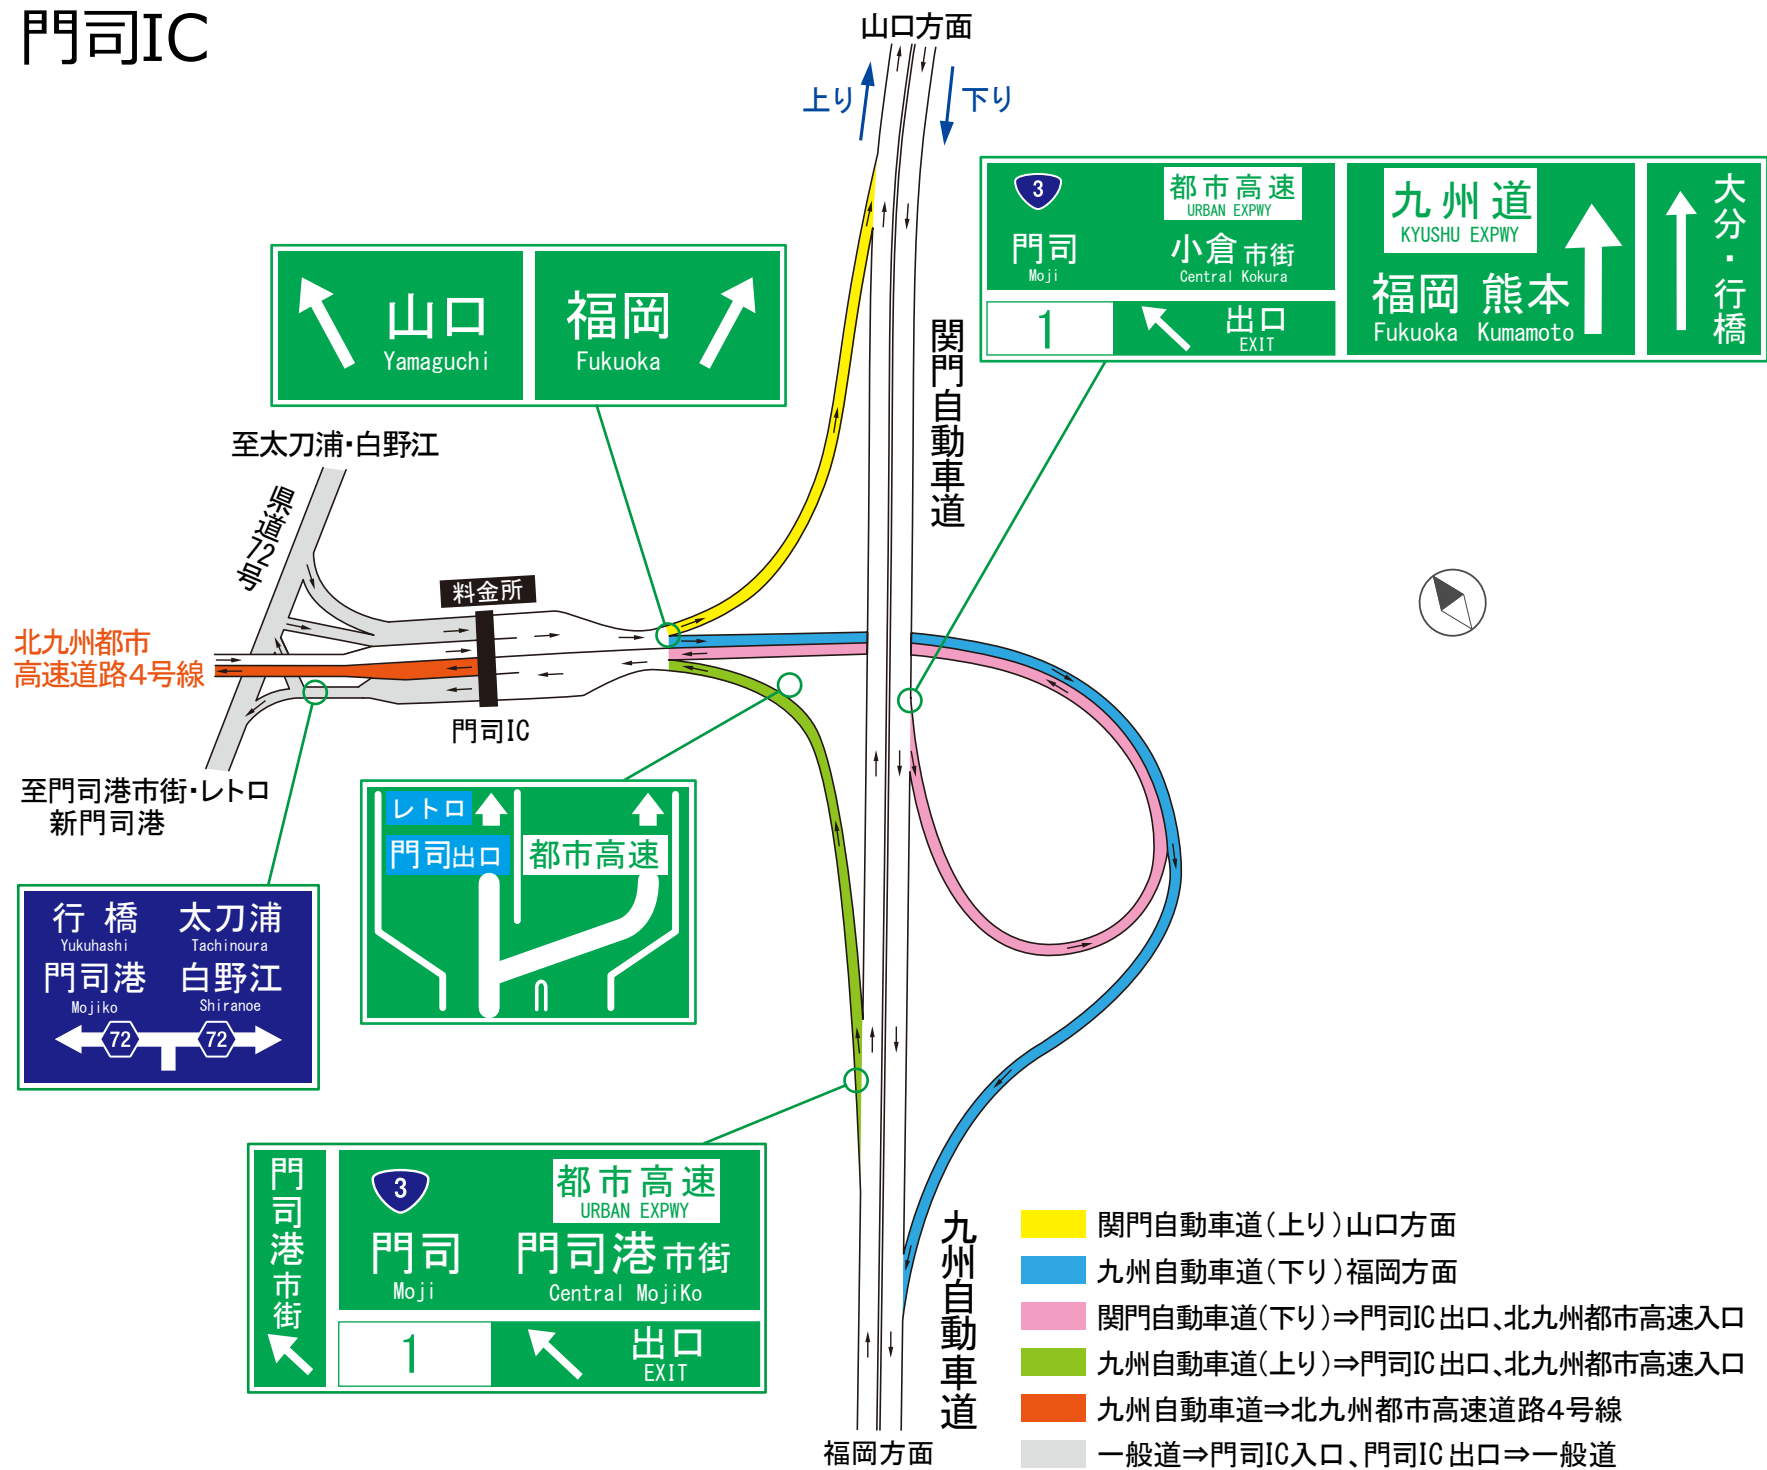 門司IC
山口方面
上り
下り
3
都市高速
URBAN EXPWY
門司
Moji
小倉市街
Central Kokura
1
出口
EXIT
九州道
KYUSHU EXPWY
福岡 熊本
Fukuoka Kumamoto
大分・行橋
山口
Yamaguchi
福岡
Fukuoka
関門自動車道
至太刀浦・白野江
県道72号
料金所
北九州都市
高速道路4号線
門司IC
至門司港市街・レトロ
新門司港
レトロ
門司出口
都市高速
行橋 太刀浦
Yukuhashi Tachinoura
門司港 白野江
Mojiko Shiranoe
72 72
門司港市街
3
都市高速
URBAN EXPWY
門司
Moji
門司港市街
Central MojiKo
1
出口
EXIT
九州自動車道
福岡方面
関門自動車道(上り)山口方面
九州自動車道(下り)福岡方面
関門自動車道(下り)⇒門司IC出口、北九州都市高速入口
九州自動車道(上り)⇒門司IC出口、北九州都市高速入口
九州自動車道⇒北九州都市高速道路4号線
一般道⇒門司IC入口、門司IC出口⇒一般道